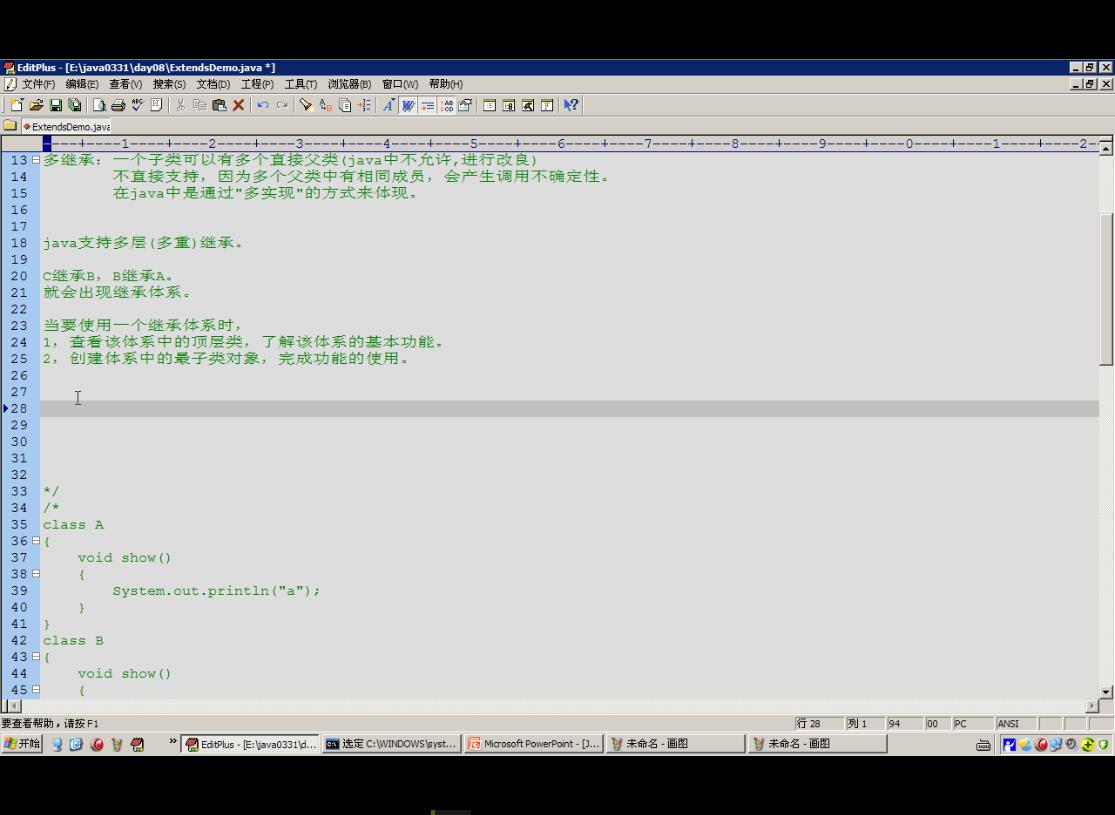 EditPlus - [E:\java0331\day08\ExtendsDemo.java *]
文件(F) 编辑(E) 查看(V) 搜索(S) 文档(D) 工程(P) 工具(T) 浏览器(B) 窗口(W) 帮助(H)
ExtendsDemo.java
----+----1----+----2----+----3----+----4----+----5----+----6----+----7----+----8----+----9----+----0----+----1----+----2-
13 多继承: 一个子类可以有多个直接父类(java中不允许,进行改良)
14 不直接支持, 因为多个父类中有相同成员, 会产生调用不确定性。
15 在java中是通过"多实现"的方式来体现。
16
17
18 java支持多层(多重)继承。
19
20 C继承B, B继承A。
21 就会出现继承体系。
22
23 当要使用一个继承体系时,
24 1, 查看该体系中的顶层类, 了解该体系的基本功能。
25 2, 创建体系中的最子类对象, 完成功能的使用。
26
27
28
29
30
31
32
33 */
34 /*
35 class A
36 {
37 void show()
38 {
39 System.out.println("a");
40 }
41 }
42 class B
43 {
44 void show()
45 {
要查看帮助，请按 F1 行 28 列 1 94 00 PC ANSI
开始 » EditPlus - [E:\java0331\d... 选定 C:\WINDOWS\syst... Microsoft PowerPoint - [J... 未命名 - 画图 未命名 - 画图